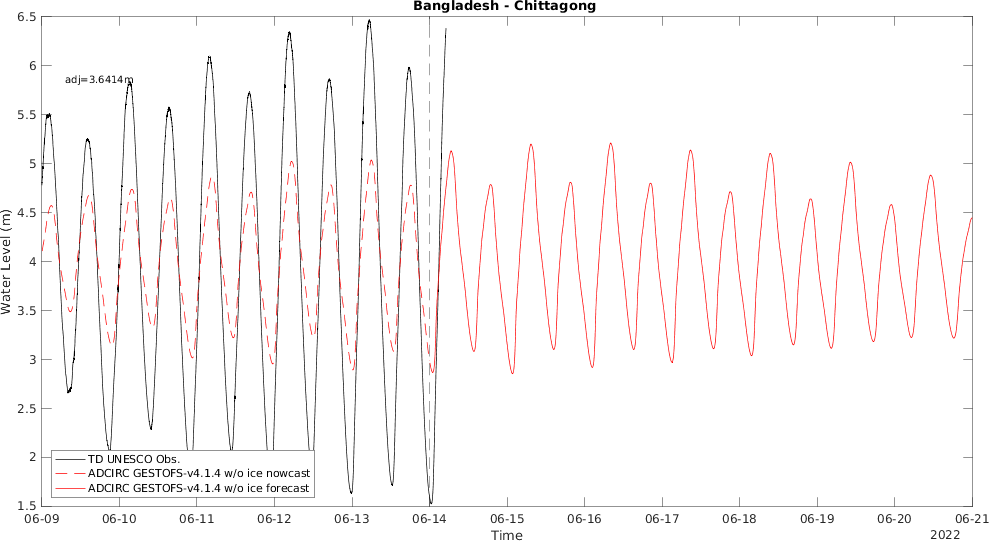 Bangladesh - Chittagong
6.5
6
5.5
5
4.5
4
3.5
3
2.5
2
1.5
Water Level (m)
adj=3.6414m
TD UNESCO Obs.
ADCIRC GESTOFS-v4.1.4 w/o ice nowcast
ADCIRC GESTOFS-v4.1.4 w/o ice forecast
06-09 06-10 06-11 06-12 06-13 06-14 06-15 06-16 06-17 06-18 06-19 06-20 06-21
Time
2022